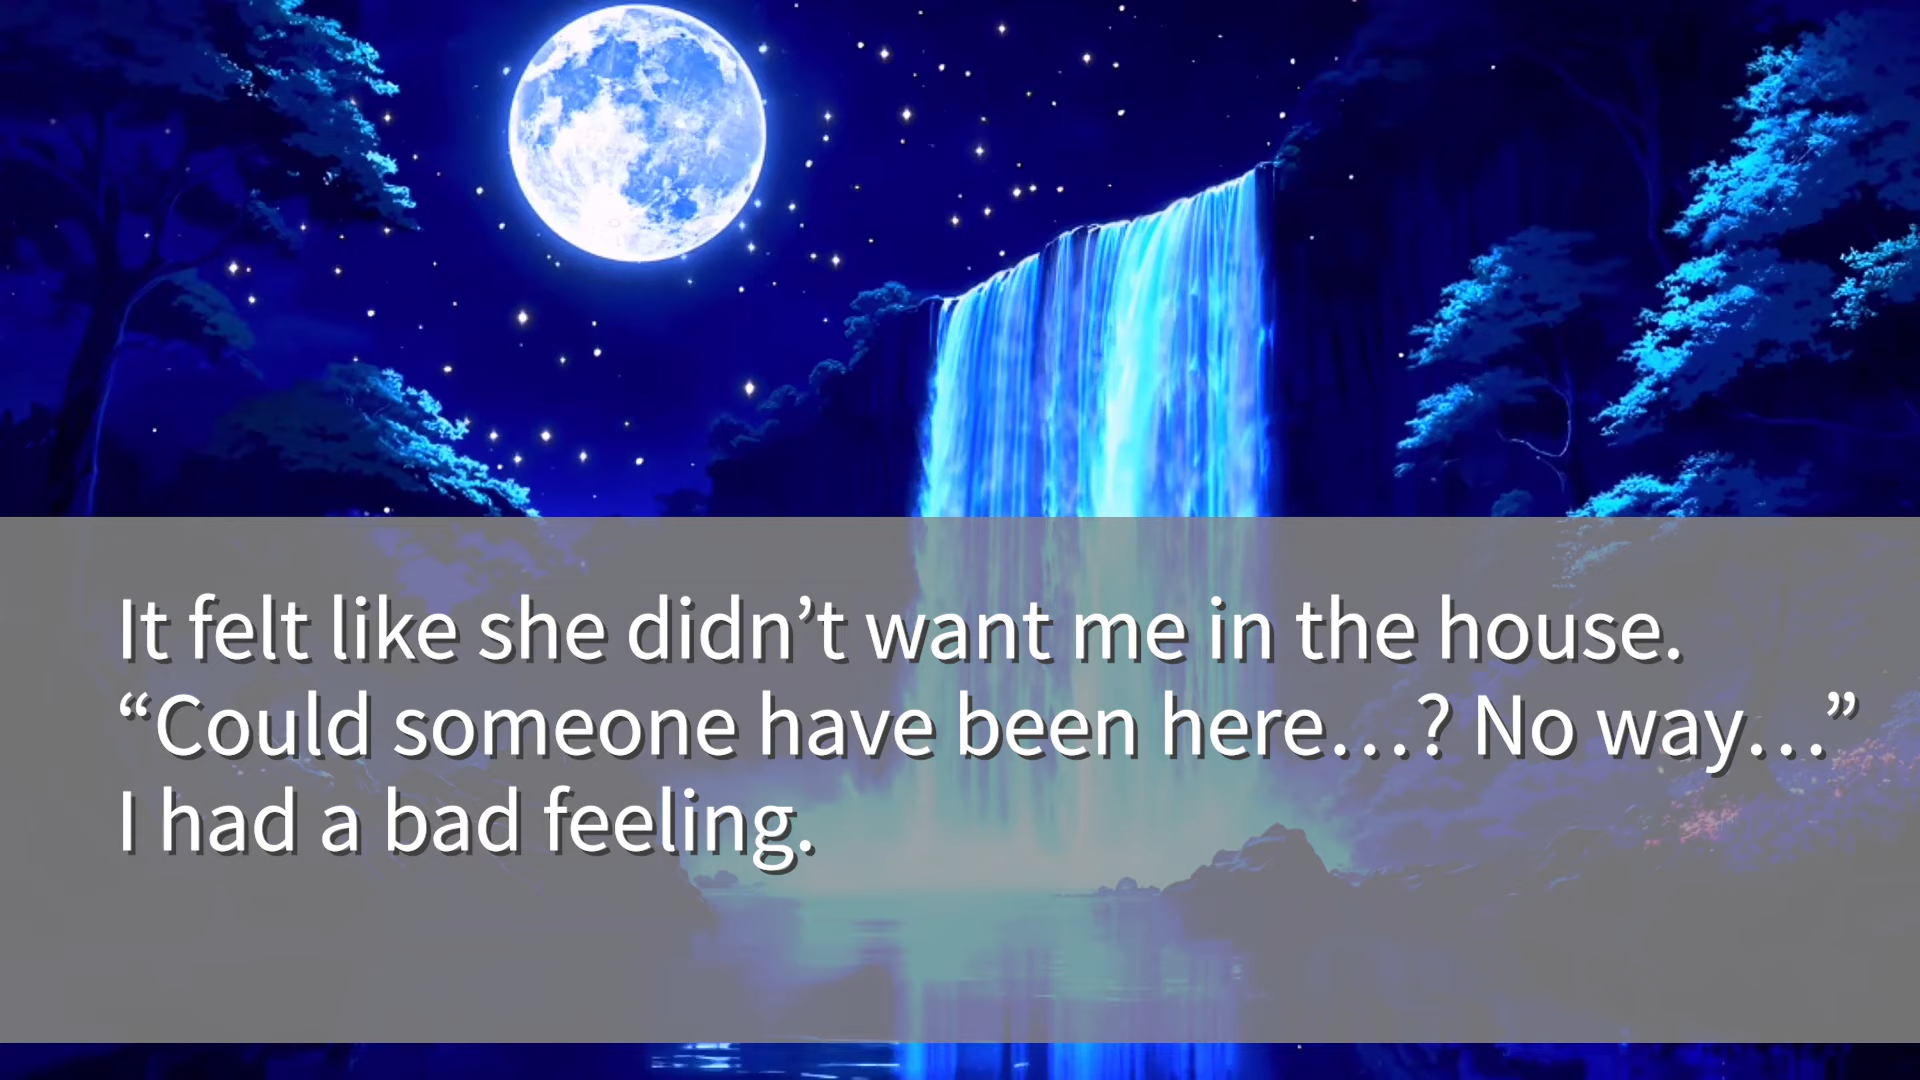 It felt like she didn’t want me in the house.
“Could someone have been here…? No way…”
I had a bad feeling.